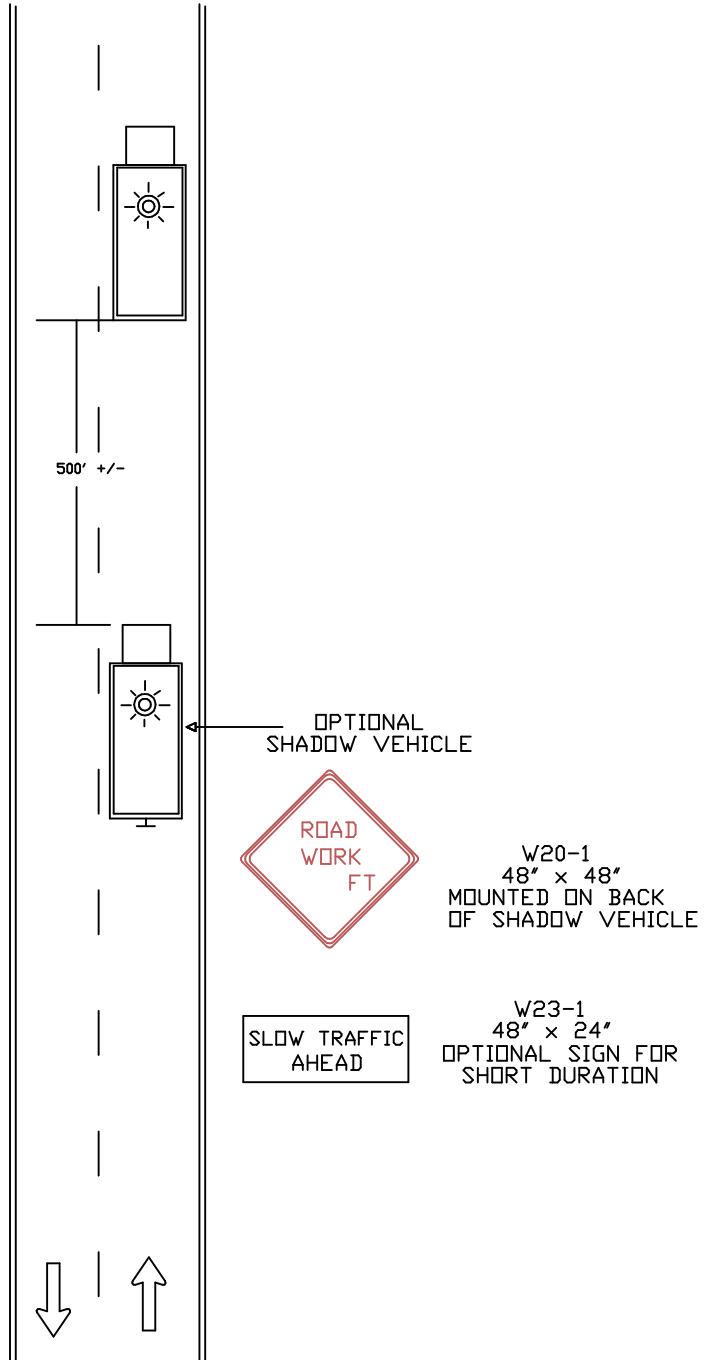 500' +/-
OPTIONAL
SHADOW VEHICLE
ROAD
WORK
FT
W20-1
48" x 48"
MOUNTED ON BACK
OF SHADOW VEHICLE
SLOW TRAFFIC
AHEAD
W23-1
48" x 24"
OPTIONAL SIGN FOR
SHORT DURATION